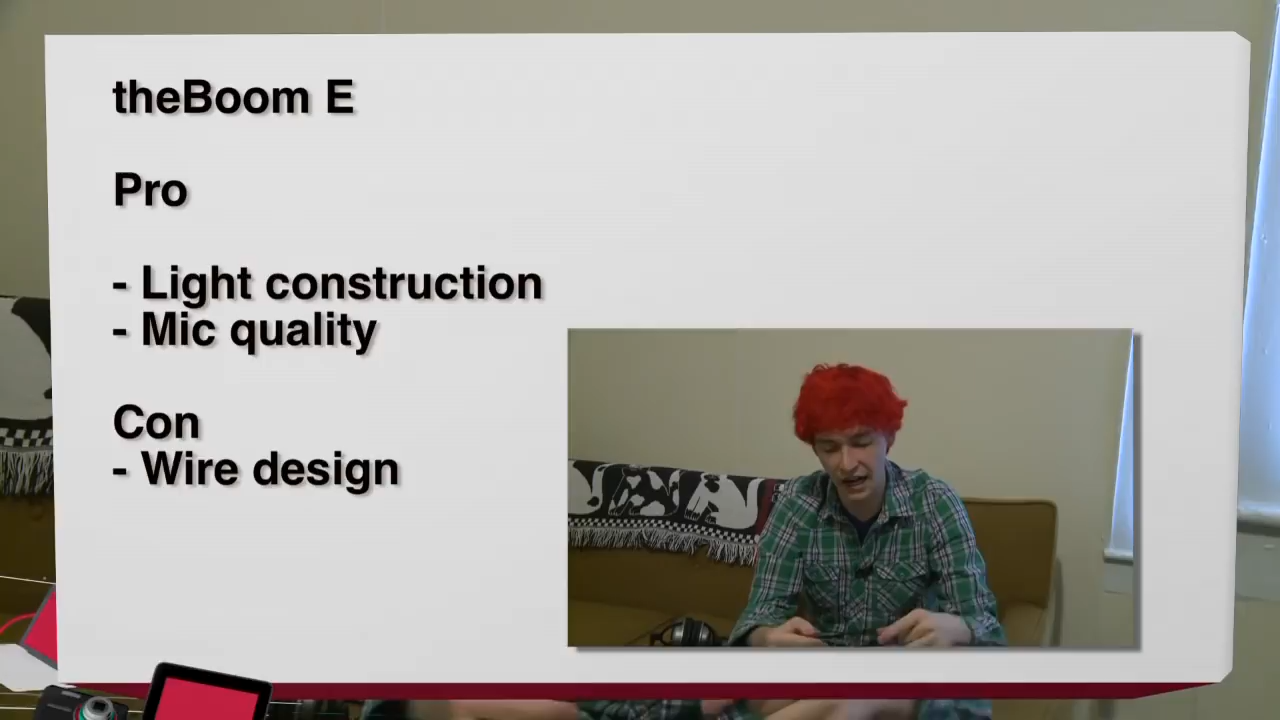 theBoom E
Pro
- Light construction
- Mic quality
Con
- Wire design